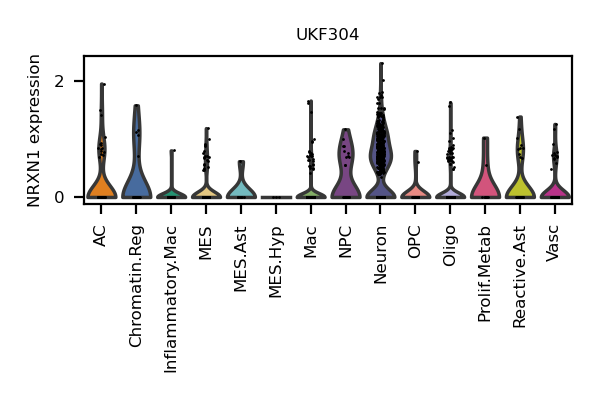 UKF304
NRXN1 expression
2
0
AC
Chromatin.Reg
Inflammatory.Mac
MES
MES.Ast
MES.Hyp
Mac
NPC
Neuron
OPC
Oligo
Prolif.Metab
Reactive.Ast
Vasc